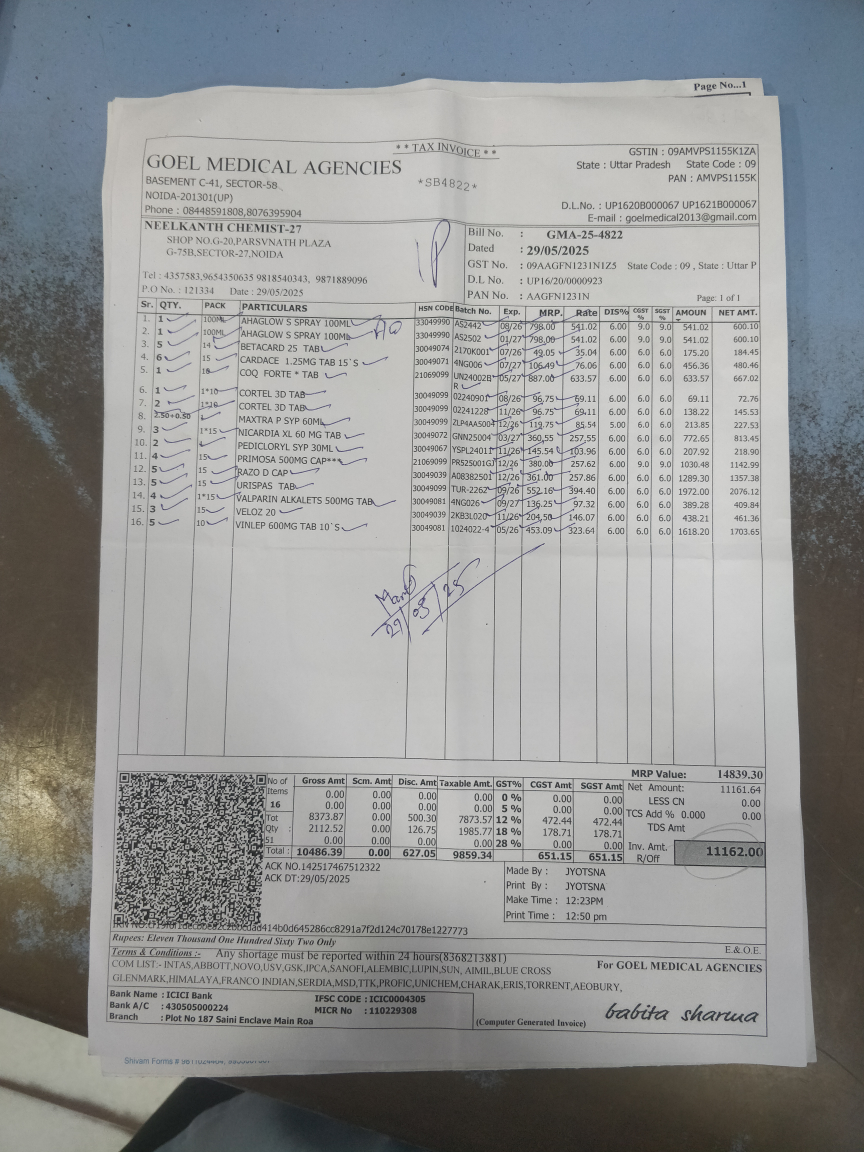 Page No...1
* * TAX INVOICE * *
GOEL MEDICAL AGENCIES
BASEMENT C-41, SECTOR-58
NOIDA-201301(UP)
Phone : 08448591808,8076395904
*SB4822*
GSTIN : 09AMVPS1155K1ZA
State : Uttar Pradesh State Code : 09
PAN : AMVPS1155K
D.L.No. : UP1620B000067 UP1621B000067
E-mail : goelmedical2013@gmail.com
NEELKANTH CHEMIST-27
SHOP NO.G-20,PARSVNATH PLAZA
G-75B,SECTOR-27,NOIDA
Tel : 4357583,9654350635 9818540343, 9871889096
P.O No. : 121334 Date : 29/05/2025
Bill No. : GMA-25-4822
Dated : 29/05/2025
GST No. : 09AAGFN1231N1Z5 State Code : 09 , State : Uttar P
D.L No. : UP16/20/0000923
PAN No. : AAGFN1231N Page: 1 of 1
Sr. QTY. PACK PARTICULARS HSN CODE Batch No. Exp. MRP. Rate DIS% CGST % SGST % AMOUN T NET AMT.
1. 1 100ML AHAGLOW S SPRAY 100ML 33049990 AS2442 08/26 798.00 541.02 6.00 9.0 9.0 541.02 600.10
2. 1 100ML AHAGLOW S SPRAY 100ML 33049990 AS2502 01/27 798.00 541.02 6.00 9.0 9.0 541.02 600.10
3. 5 14 BETACARD 25 TAB 30049074 2170K001 07/26 49.05 35.04 6.00 6.0 6.0 175.20 184.45
4. 6 15 CARDACE 1.25MG TAB 15`S 30049071 4NG006 07/27 106.49 76.06 6.00 6.0 6.0 456.36 480.46
5. 1 COQ FORTE * TAB 21069099 UN24002B 05/27 887.00 633.57 6.00 6.0 6.0 633.57 667.02
R
6. 1 1*10 CORTEL 3D TAB 30049099 02240901 08/26 96.75 69.11 6.00 6.0 6.0 69.11 72.76
7. 2 1*10 CORTEL 3D TAB 30049099 02241228 11/26 96.75 69.11 6.00 6.0 6.0 138.22 145.53
8. 2.50+0.50 MAXTRA P SYP 60ML 30049099 ZLP4AA5004 12/26 119.75 85.54 5.00 6.0 6.0 213.85 227.53
9. 3 1*15 NICARDIA XL 60 MG TAB 30049072 GNN25004 03/27 360.55 257.55 6.00 6.0 6.0 772.65 813.45
10. 2 PEDICLORYL SYP 30ML 30049067 YSPL24011 11/26 145.54 103.96 6.00 6.0 6.0 207.92 218.90
11. 4 15 PRIMOSA 500MG CAP*** 21069099 PR525001GJ 12/26 380.00 257.62 6.00 9.0 9.0 1030.48 1142.99
12. 5 15 RAZO D CAP 30049039 A08382501 12/26 361.00 257.86 6.00 6.0 6.0 1289.30 1357.38
13. 5 15 URISPAS TAB 30049099 TUR-2262 09/26 552.16 394.40 6.00 6.0 6.0 1972.00 2076.12
14. 4 1*15 VALPARIN ALKALETS 500MG TAB 30049081 4NG026 09/27 136.25 97.32 6.00 6.0 6.0 389.28 409.84
15. 3 15 VELOZ 20 30049039 2KB3L020 11/26 204.50 146.07 6.00 6.0 6.0 438.21 461.36
16. 5 10 VINLEP 600MG TAB 10`S 30049081 1024022-4 05/26 453.09 323.64 6.00 6.0 6.0 1618.20 1703.65
No of Items 16 Tot Qty : 51
Gross Amt Scm. Amt Disc. Amt Taxable Amt. GST% CGST Amt SGST Amt
0.00 0.00 0.00 0.00 0 % 0.00 0.00
0.00 0.00 0.00 0.00 5 % 0.00 0.00
8373.87 0.00 500.30 7873.57 12 % 472.44 472.44
2112.52 0.00 126.75 1985.77 18 % 178.71 178.71
0.00 0.00 0.00 0.00 28 % 0.00 0.00
Total : 10486.39 0.00 627.05 9859.34 651.15 651.15
MRP Value: 14839.30
Net Amount: 11161.64
LESS CN 0.00
TCS Add % 0.000 0.00
TDS Amt
Inv. Amt. R/Off 11162.00
ACK NO.142517467512322
ACK DT:29/05/2025
Made By : JYOTSNA
Print By : JYOTSNA
Make Time : 12:23PM
Print Time : 12:50 pm
Rupees: Eleven Thousand One Hundred Sixty Two Only
E.& O.E.
Terms & Conditions :- Any shortage must be reported within 24 hours(8368213881)
COM LIST:- INTAS,ABBOTT,NOVO,USV,GSK,IPCA,SANOFI,ALEMBIC,LUPIN,SUN, AIMIL,BLUE CROSS
GLENMARK,HIMALAYA,FRANCO INDIAN,SERDIA,MSD,TTK,PROFIC,UNICHEM,CHARAK,ERIS,TORRENT,AEOBURY,
For GOEL MEDICAL AGENCIES
Bank Name : ICICI Bank
Bank A/C : 430505000224
Branch : Plot No 187 Saini Enclave Main Roa
IFSC CODE : ICIC0004305
MICR No : 110229308
(Computer Generated Invoice)
babita sharma